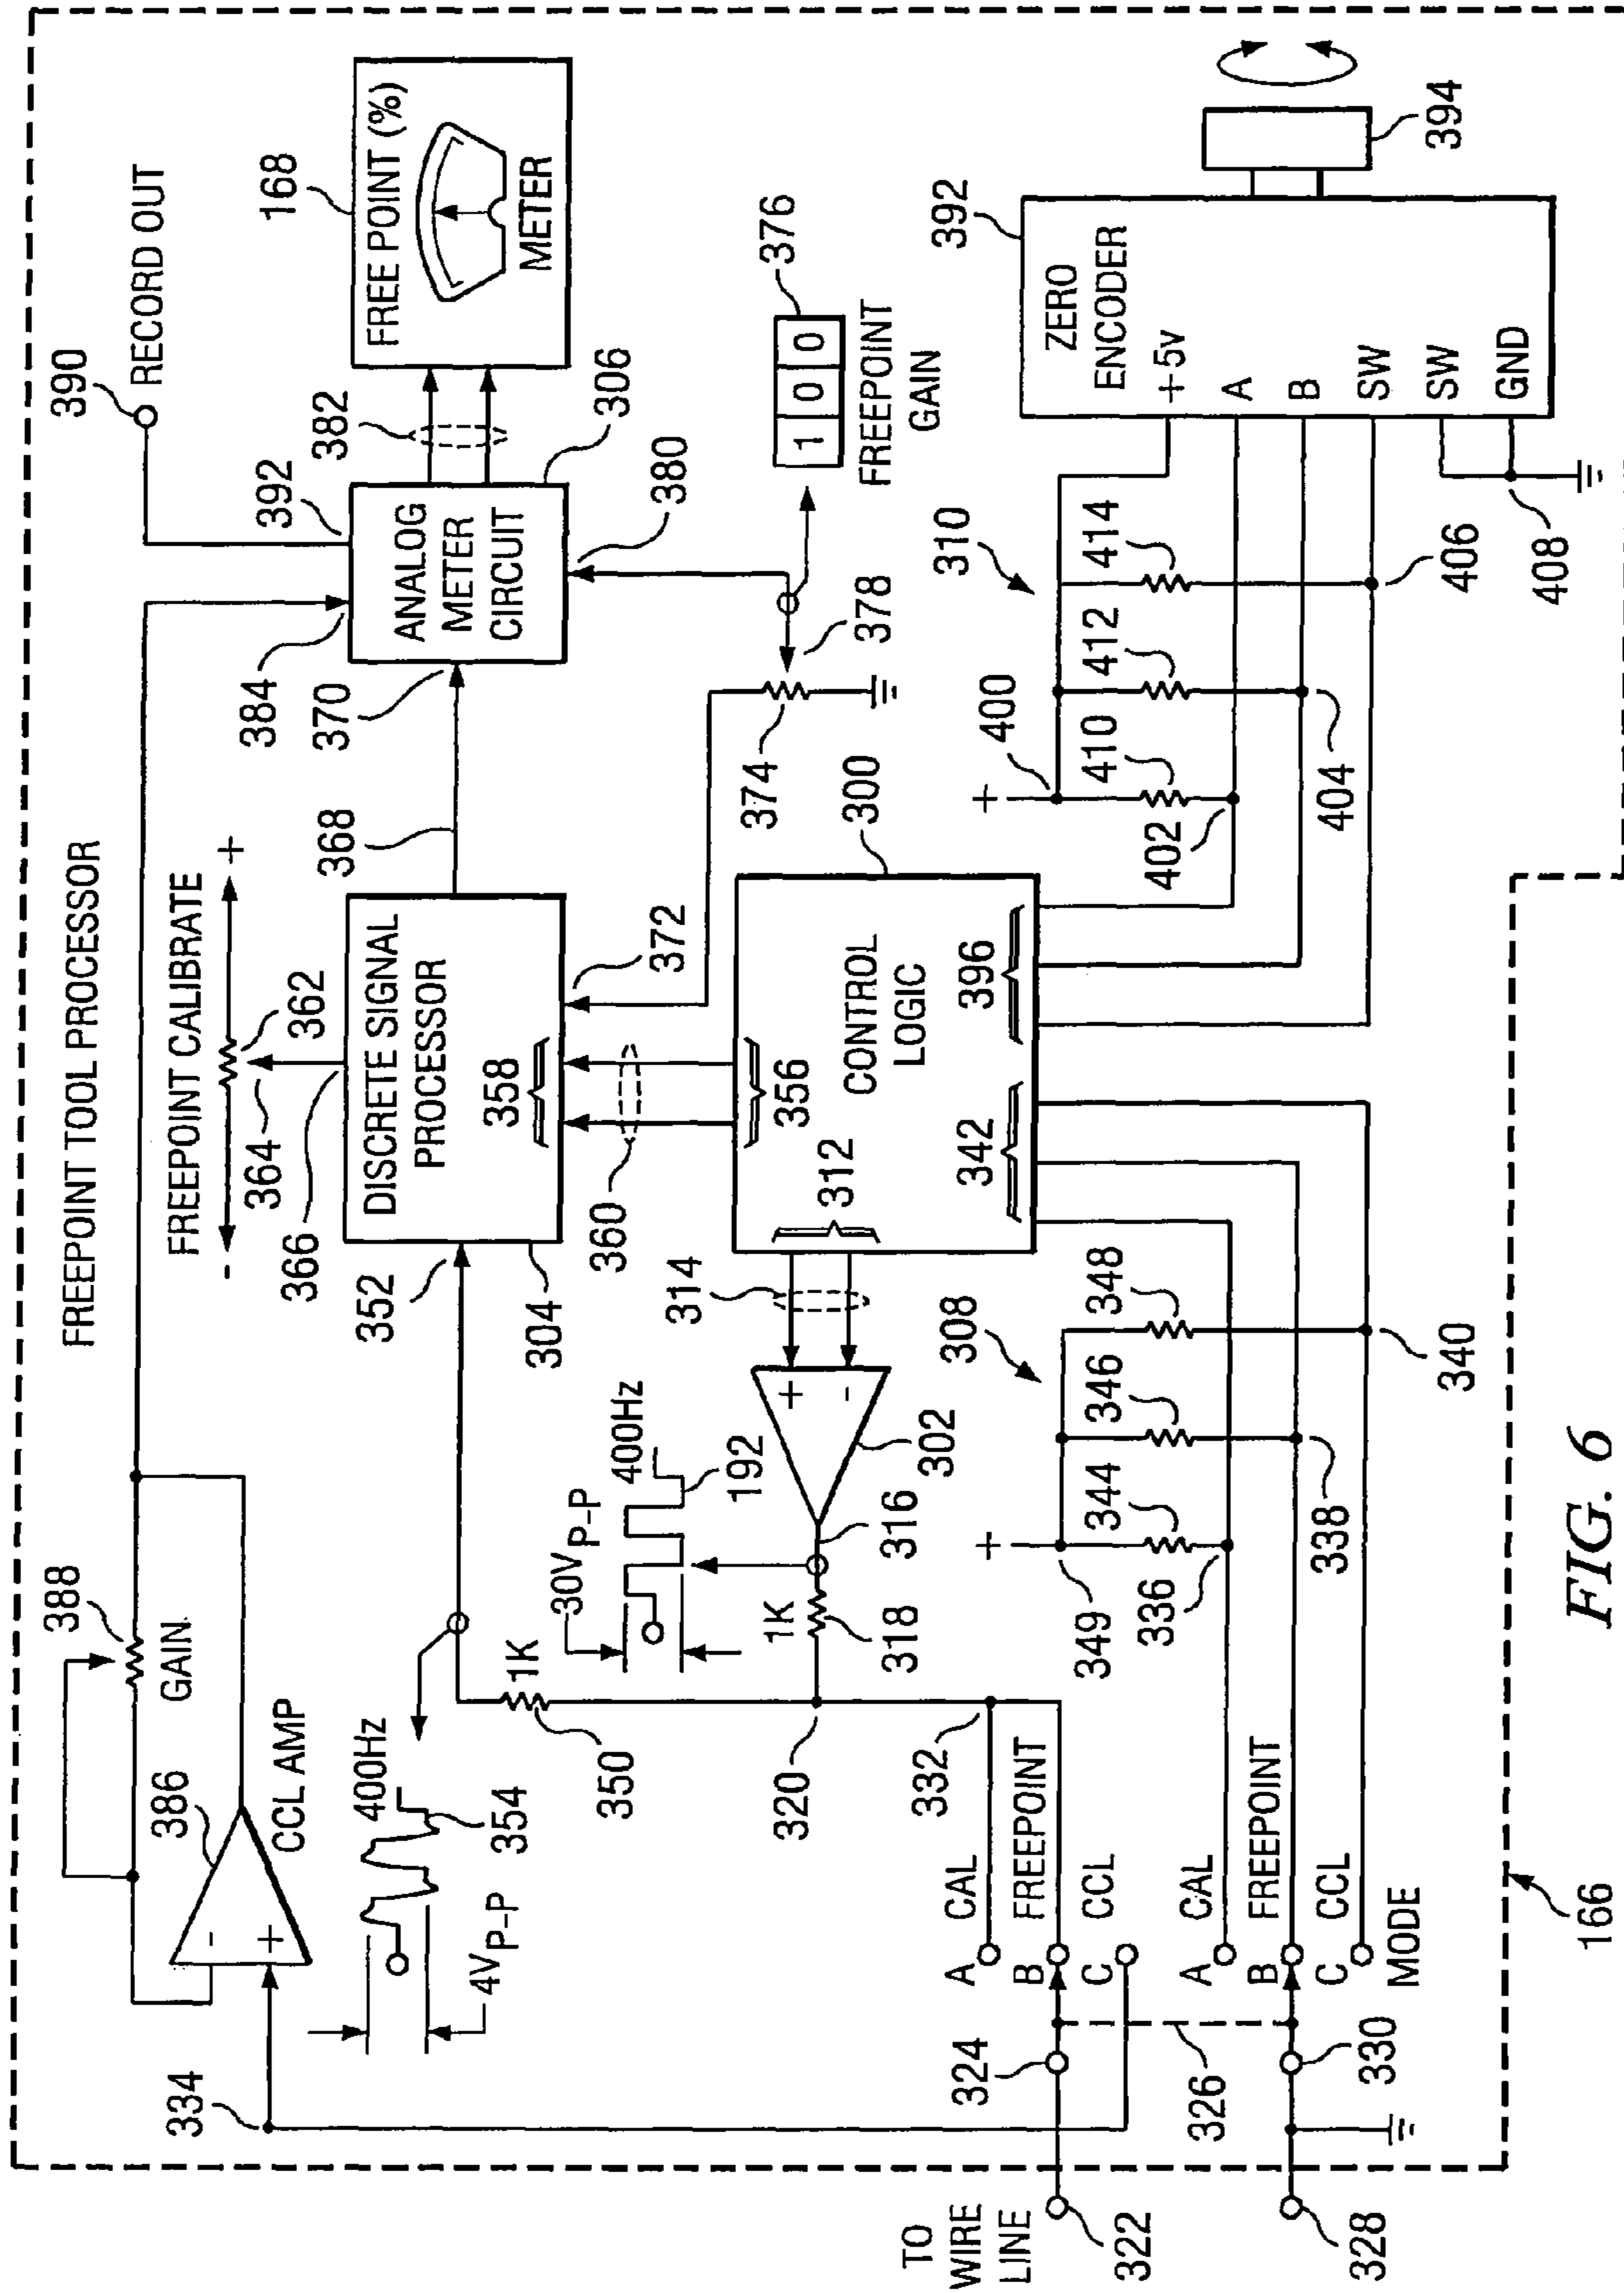 FREEPOINT TOOL PROCESSOR
388
GAIN
386
CCL AMP
334
390
RECORD OUT
FREEPOINT CALIBRATE
-
+
364
362
366
DISCRETE SIGNAL
PROCESSOR
358
352
304
360
372
368
384
370
392
ANALOG
METER
CIRCUIT
382
306
380
168
FREE POINT (%)
METER
374
378
376
1 0 0
FREEPOINT
GAIN
400Hz
354
4VP-P
1K
350
320
332
30VP-P
400Hz
192
1K
318
316
302
+
-
-
+
314
312
356
CONTROL
LOGIC
300
342
396
308
344
346
348
+
349
336
338
340
310
+
400
410
412
414
402
404
406
408
392
ZERO
ENCODER
+5v
A
B
SW
SW
GND
394
TO
WIRE
LINE
322
324
326
328
330
A CAL
B FREEPOINT
C CCL
A CAL
B FREEPOINT
C CCL
MODE
166
FIG. 6